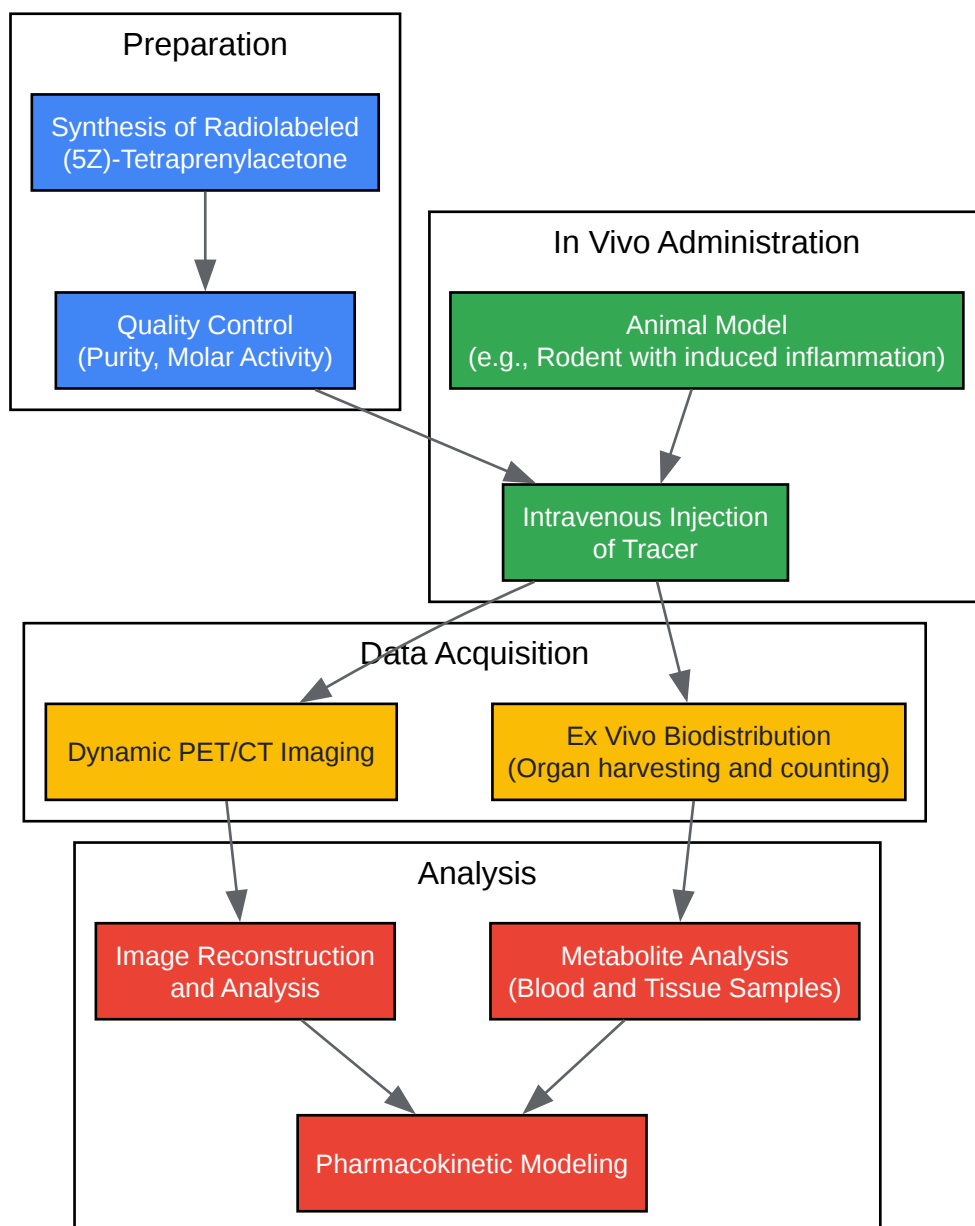 Preparation
Synthesis of Radiolabeled
(5Z)-Tetraprenylacetone
Quality Control
(Purity, Molar Activity)
In Vivo Administration
Animal Model
(e.g., Rodent with induced inflammation)
Intravenous Injection
of Tracer
Data Acquisition
Dynamic PET/CT Imaging
Ex Vivo Biodistribution
(Organ harvesting and counting)
Analysis
Image Reconstruction
and Analysis
Metabolite Analysis
(Blood and Tissue Samples)
Pharmacokinetic Modeling